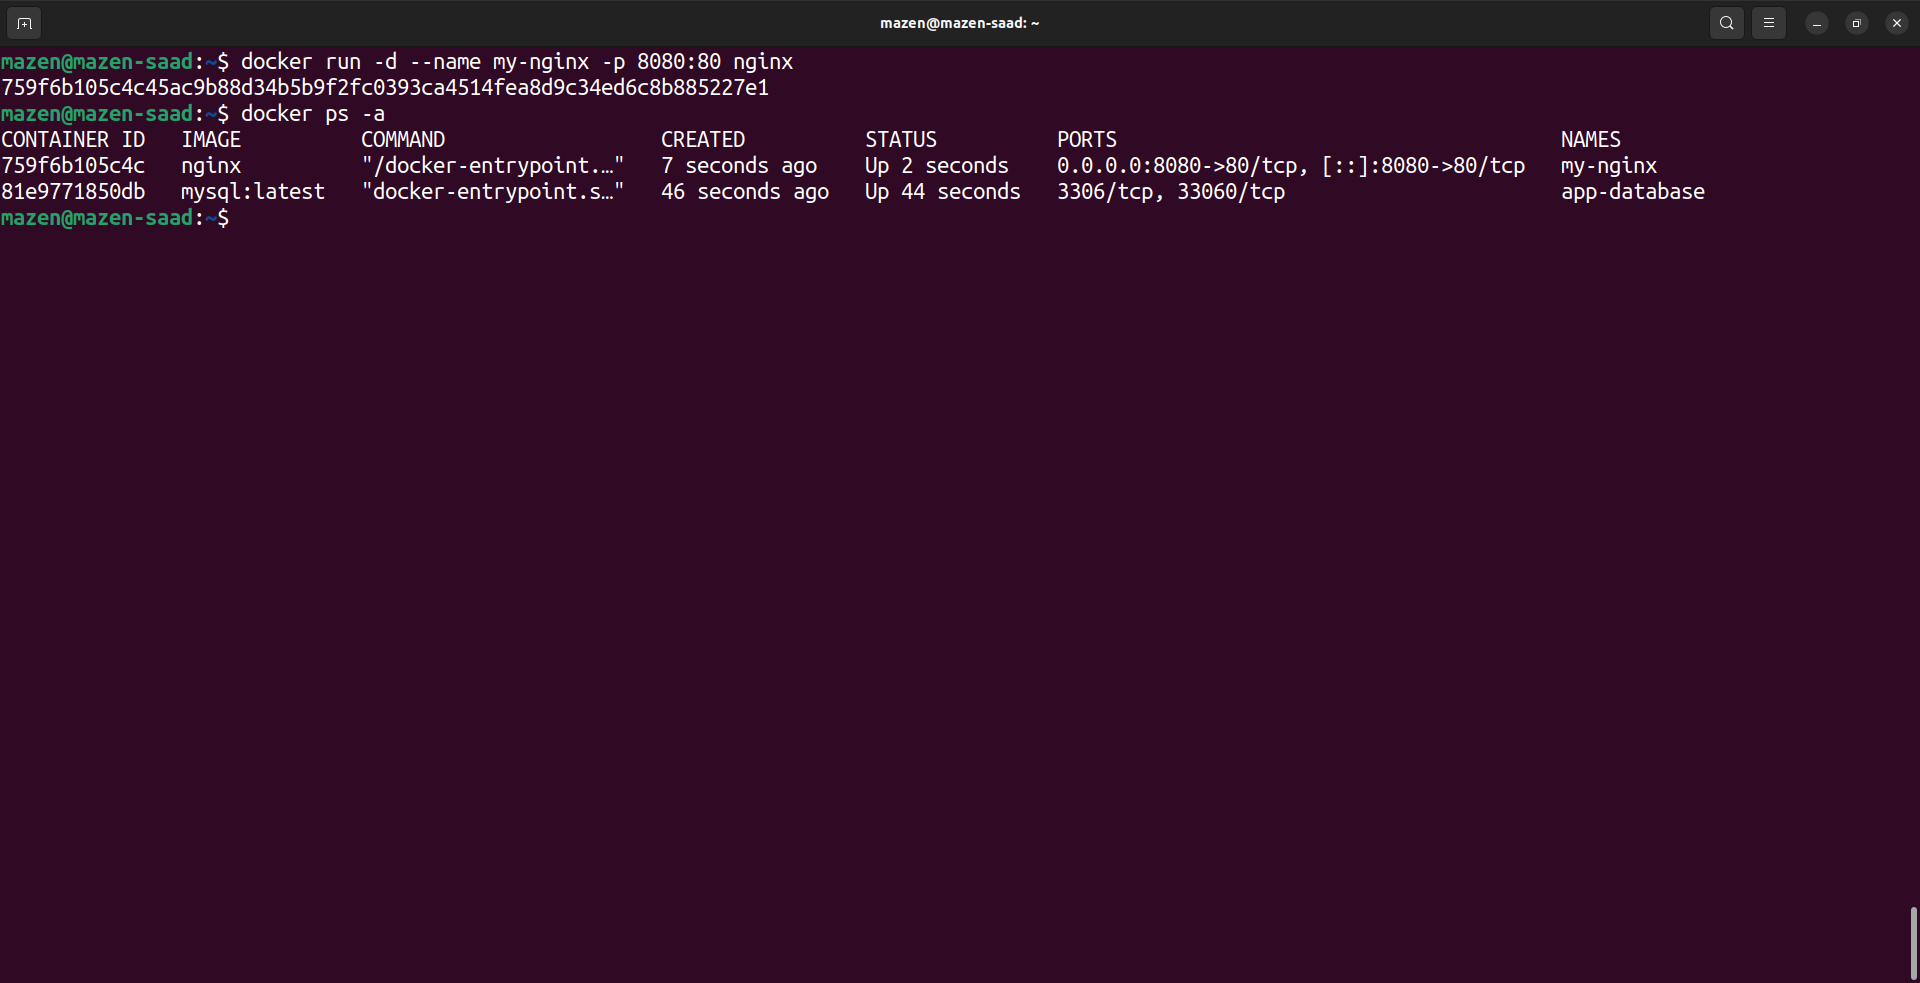 mazen@mazen-saad: ~
mazen@mazen-saad:~$ docker run -d --name my-nginx -p 8080:80 nginx
759f6b105c4c45ac9b88d34b5b9f2fc0393ca4514fea8d9c34ed6c8b885227e1
mazen@mazen-saad:~$ docker ps -a
CONTAINER ID   IMAGE          COMMAND                  CREATED          STATUS          PORTS                                     NAMES
759f6b105c4c   nginx          "/docker-entrypoint.…"   7 seconds ago    Up 2 seconds    0.0.0.0:8080->80/tcp, [::]:8080->80/tcp   my-nginx
81e9771850db   mysql:latest   "docker-entrypoint.s…"   46 seconds ago   Up 44 seconds   3306/tcp, 33060/tcp                       app-database
mazen@mazen-saad:~$